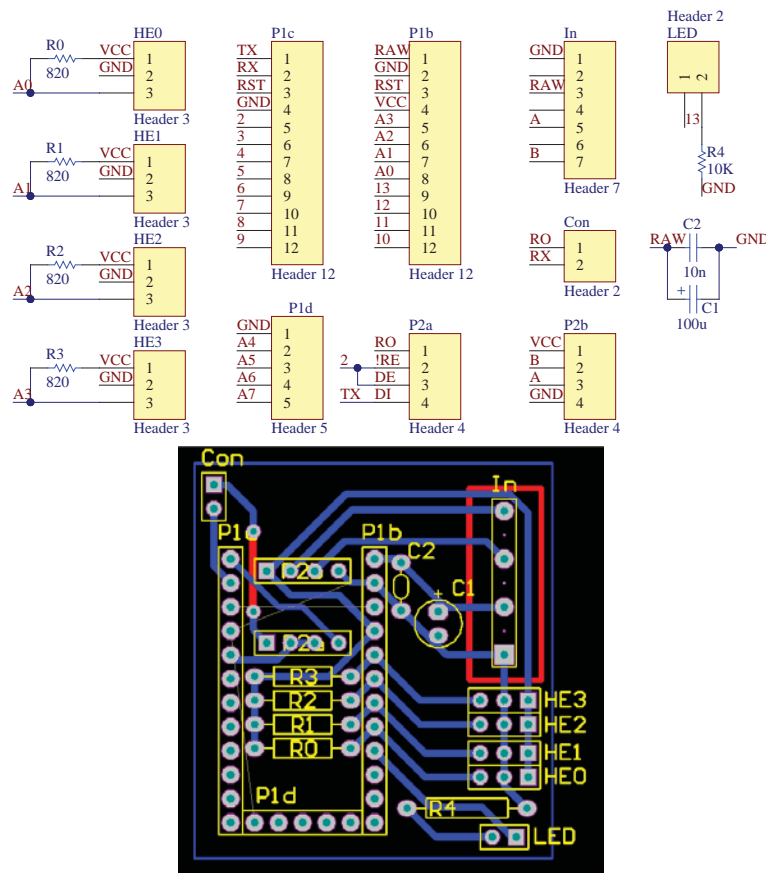 HE0
R0
VCC
1
GND
2
820
A0
3
Header 3
HE1
R1
VCC
1
GND
2
820
A1
3
Header 3
HE2
R2
VCC
1
GND
2
820
A2
3
Header 3
HE3
R3
VCC
1
GND
2
820
A3
3
Header 3
P1c
TX 1
RX 2
RST 3
GND 4
2 5
3 6
4 7
5 8
6 9
7 10
8 11
9 12
Header 12
P1b
RAW 1
GND 2
RST 3
VCC 4
A3 5
A2 6
A1 7
A0 8
13 9
12 10
11 11
10 12
Header 12
In
GND 1
2
RAW 3
4
A 5
6
B 7
Header 7
Header 2
LED
1 2
13
R4
10K
GND
Con
RO 1
RX 2
Header 2
C2
RAW GND
10n
+
C1
100u
P1d
GND 1
A4 2
A5 3
A6 4
A7 5
Header 5
P2a
RO 1
2 !RE 2
DE 3
TX DI 4
Header 4
P2b
VCC 1
B 2
A 3
GND 4
Header 4
Con
In
P1b
C2
+ C1
R3
R2
R1
R0
HE3
HE2
HE1
HE0
P1d
R4
LED